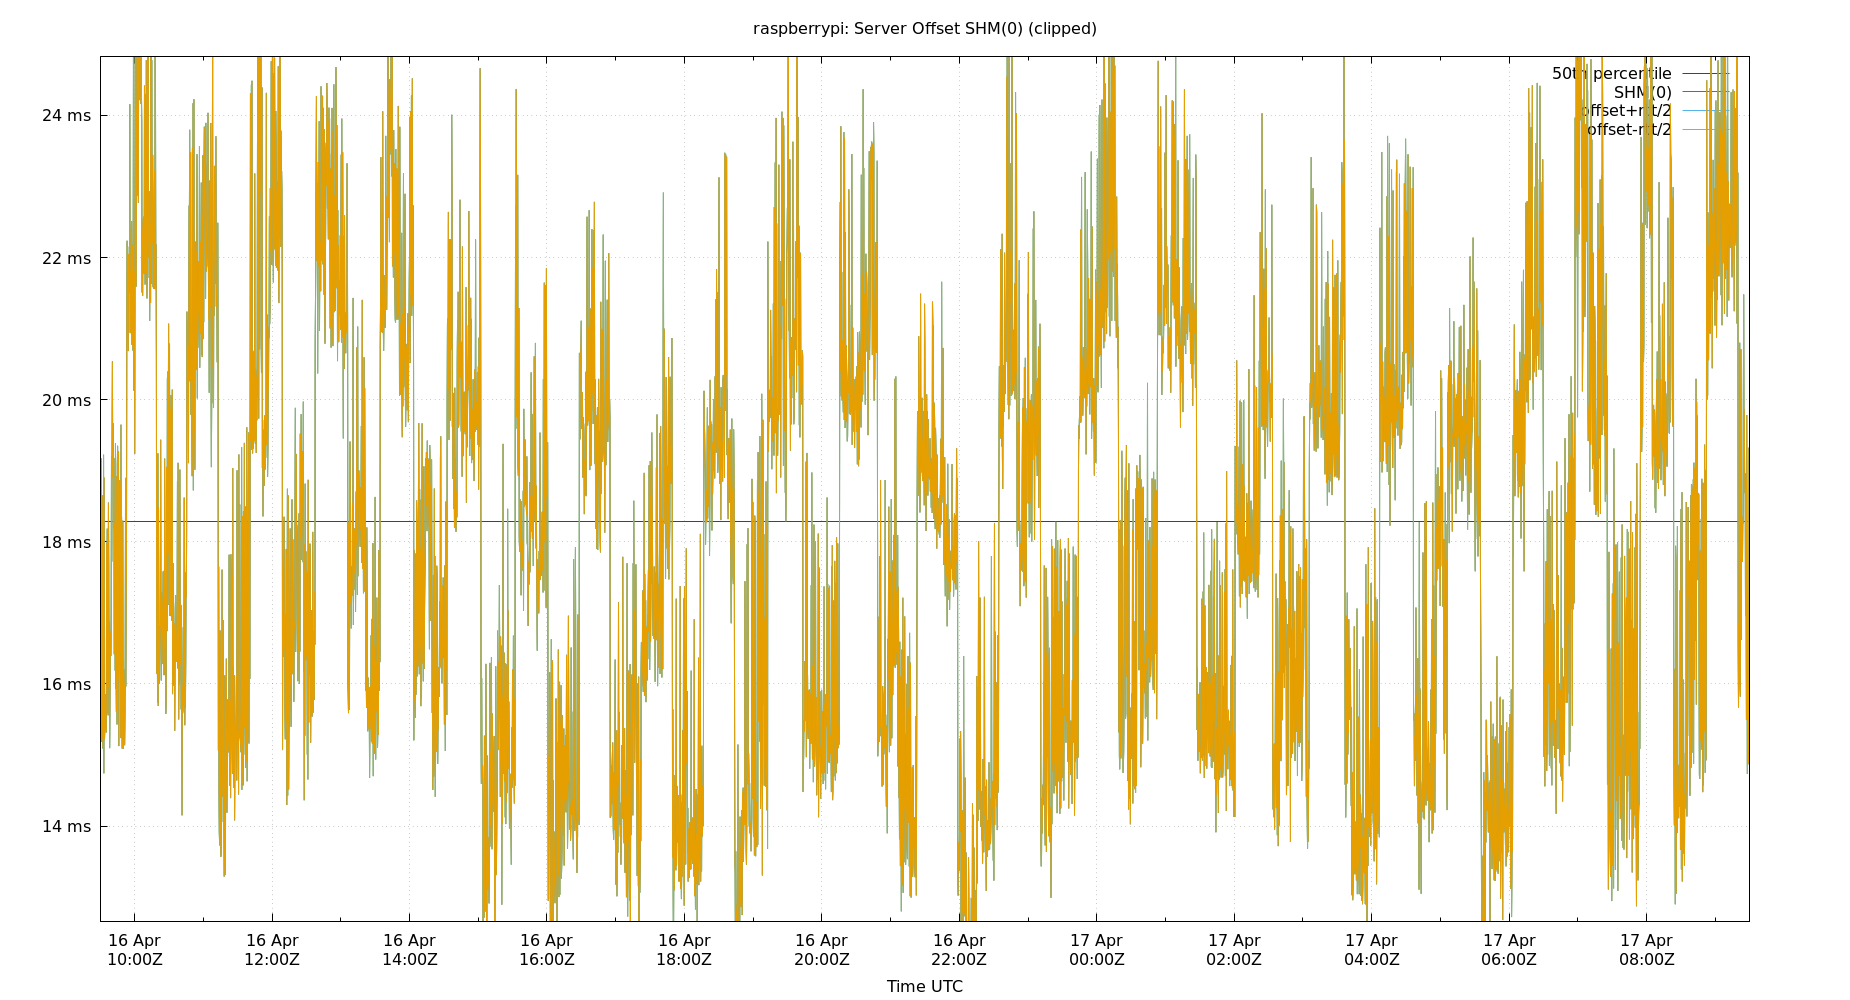 raspberrypi: Server Offset SHM(0) (clipped)
50th percentile
SHM(0)
offset+rtt/2
offset-rtt/2
24 ms
22 ms
20 ms
18 ms
16 ms
14 ms
16 Apr 16 Apr 16 Apr 16 Apr 16 Apr 16 Apr 16 Apr 17 Apr 17 Apr 17 Apr 17 Apr 17 Apr
10:00Z 12:00Z 14:00Z 16:00Z 18:00Z 20:00Z 22:00Z 00:00Z 02:00Z 04:00Z 06:00Z 08:00Z
Time UTC